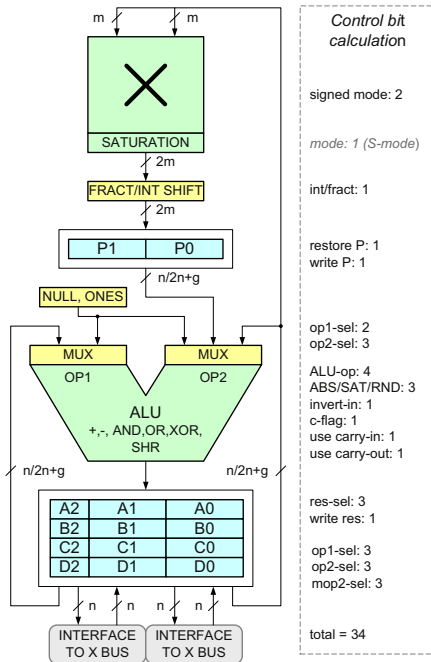 Control bit
calculation
m
m
signed mode: 2
SATURATION
mode: 1 (S-mode)
2m
FRACT/INT SHIFT
int/fract: 1
2m
P1
P0
restore P: 1
write P: 1
n/2n+g
NULL, ONES
op1-sel: 2
op2-sel: 3
MUX
MUX
OP1
OP2
ALU-op: 4
ABS/SAT/RND: 3
invert-in: 1
c-flag: 1
use carry-in: 1
use carry-out: 1
ALU
+,-, AND,OR,XOR,
SHR
n/2n+g
n/2n+g
A2 A1 A0
B2 B1 B0
C2 C1 C0
D2 D1 D0
res-sel: 3
write res: 1
op1-sel: 3
op2-sel: 3
mop2-sel: 3
n
n
n
n
INTERFACE
TO X BUS
INTERFACE
TO X BUS
total = 34